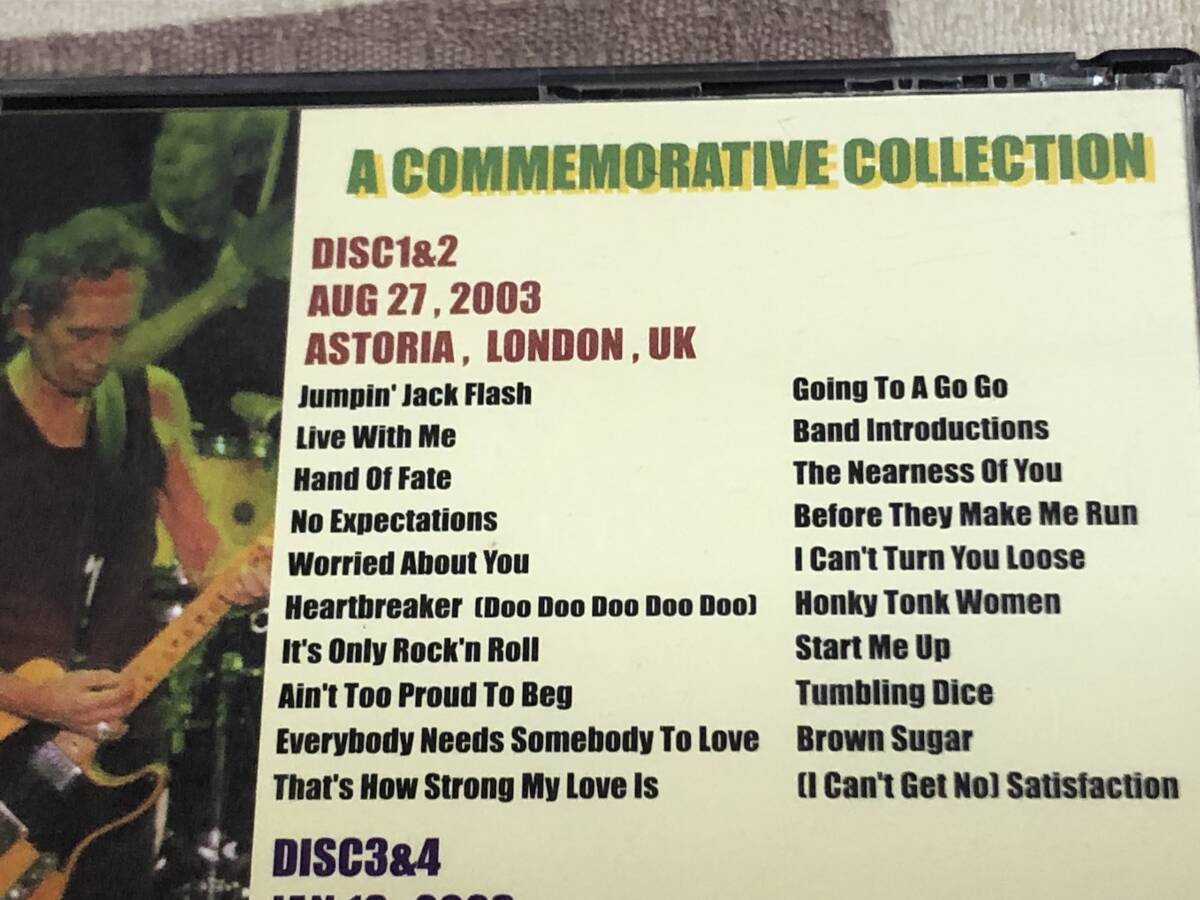 A COMMEMORATIVE COLLECTION
DISC1&2
AUG 27, 2003
ASTORIA, LONDON, UK
Jumpin' Jack Flash
Live With Me
Hand Of Fate
No Expectations
Worried About You
Heartbreaker (Doo Doo Doo Doo Doo)
It's Only Rock'n Roll
Ain't Too Proud To Beg
Everybody Needs Somebody To Love
That's How Strong My Love Is
Going To A Go Go
Band Introductions
The Nearness Of You
Before They Make Me Run
I Can't Turn You Loose
Honky Tonk Women
Start Me Up
Tumbling Dice
Brown Sugar
(I Can't Get No) Satisfaction
DISC3&4